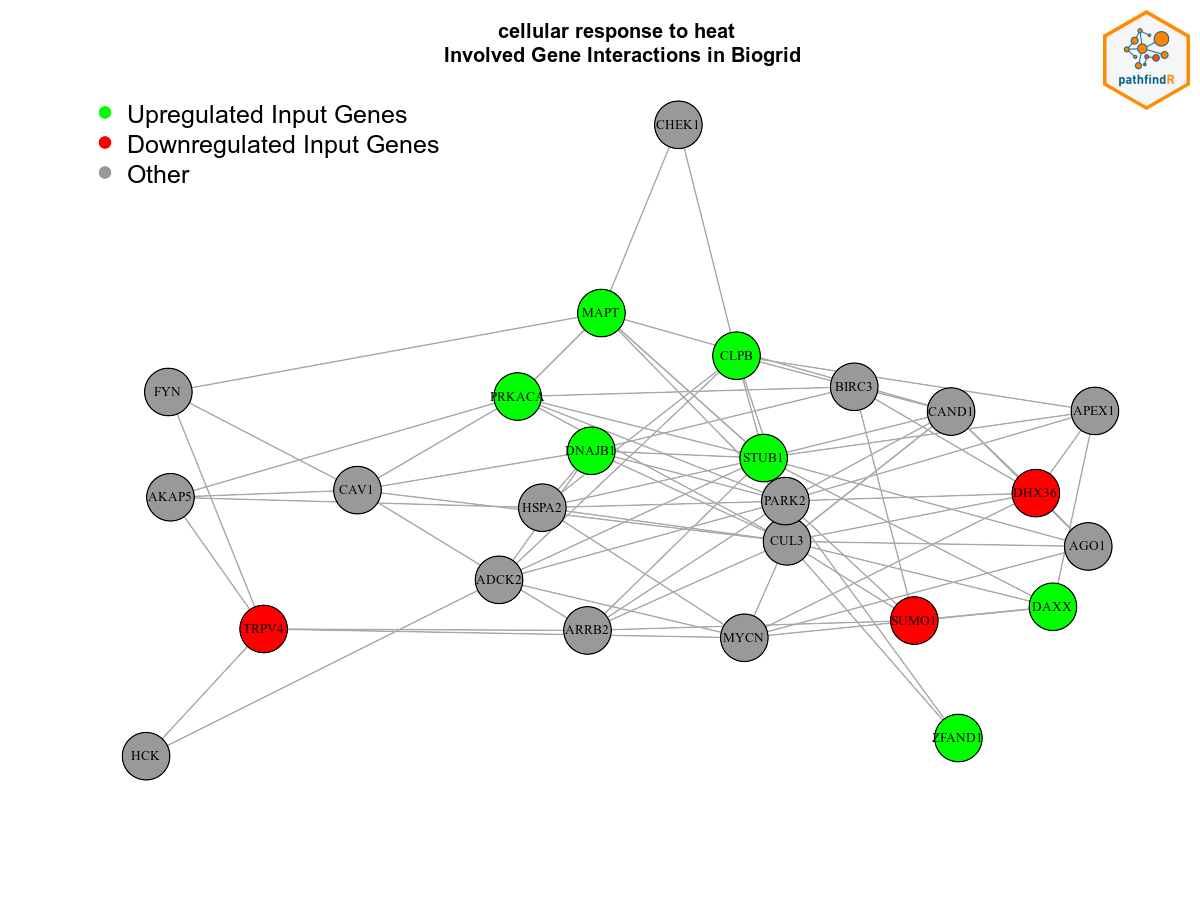 cellular response to heat
Involved Gene Interactions in Biogrid
pathfindR
Upregulated Input Genes
Downregulated Input Genes
Other
CHEK1
MAPT
CLPB
FYN
PRKACA
BIRC3
CAND1
APEX1
DNAJB1
STUB1
AKAP5
CAV1
HSPA2
PARK2
DHX36
CUL3
AGO1
ADCK2
DAXX
TRPV4
ARRB2
MYCN
SUMO1
ZFAND1
HCK